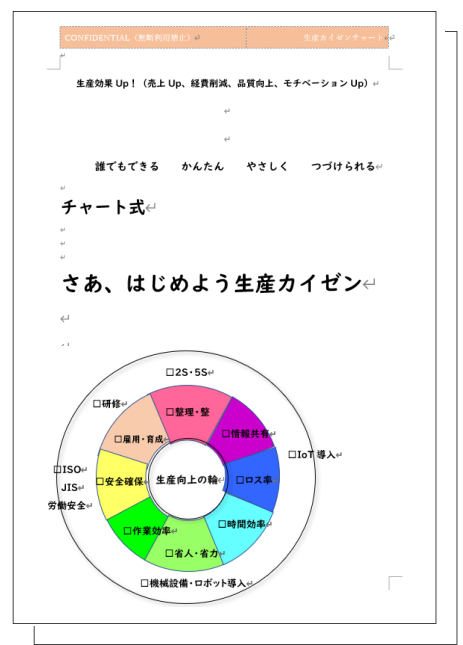 CONFIDENTIAL（無断利用禁止） 生産カイゼンチャート
生産効果 Up！（売上 Up、経費削減、品質向上、モチベーション Up）
誰でもできる　かんたん　やさしく　つづけられる
チャート式
さあ、はじめよう生産カイゼン
□2S・5S
□研修
□整理・整
□情報共有
□雇用・育成
□IoT 導入
□ISO
□安全確保
生産向上の輪
□ロス率
JIS
労働安全
□時間効率
□作業効率
□省人・省力
□機械設備・ロボット導入